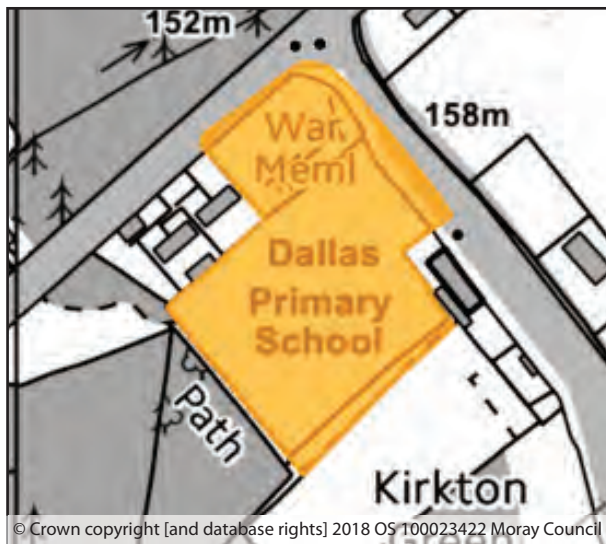 152m
158m
War
Meml
Dallas
Primary
School
Path
Kirkton
Green
© Crown copyright [and database rights] 2018 OS 100023422 Moray Council